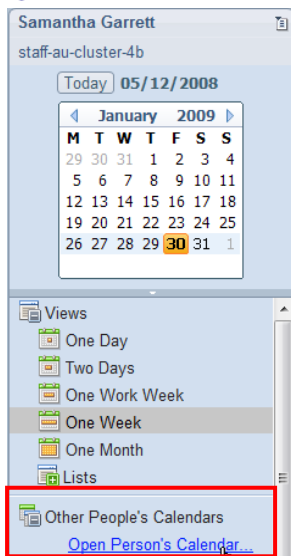 Samantha Garrett
staff-au-cluster-4b
Today 05/12/2008
January 2009
M T W T F S S
29 30 31 1 2 3 4
5 6 7 8 9 10 11
12 13 14 15 16 17 18
19 20 21 22 23 24 25
26 27 28 29 30 31 1
Views
One Day
Two Days
One Work Week
One Week
One Month
Lists
Other People's Calendars
Open Person's Calendar...